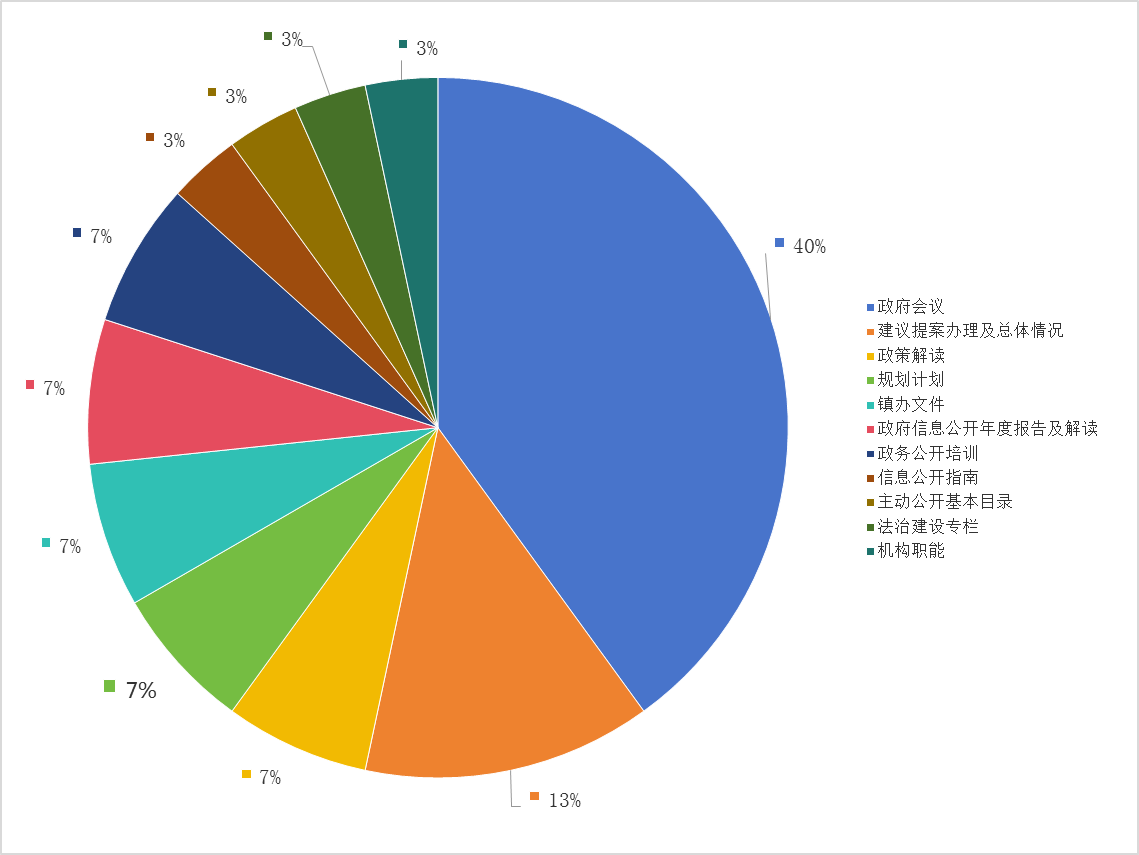 3%
3%
3%
3%
7%
40%
7%
7%
7%
7%
13%
政府会议
建议提案办理及总体情况
政策解读
规划计划
镇办文件
政府信息公开年度报告及解读
政务公开培训
信息公开指南
主动公开基本目录
法治建设专栏
机构职能